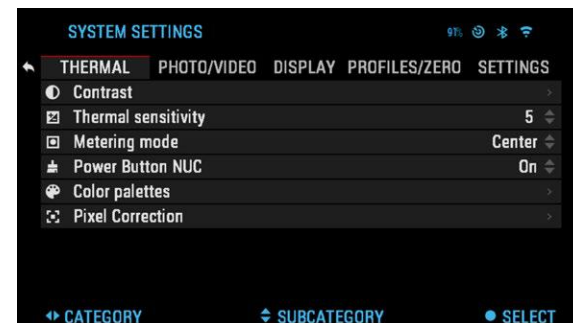 SYSTEM SETTINGS 91%
THERMAL PHOTO/VIDEO DISPLAY PROFILES/ZERO SETTINGS
Contrast
Thermal sensitivity 5
Metering mode Center
Power Button NUC On
Color palettes
Pixel Correction
CATEGORY SUBCATEGORY SELECT